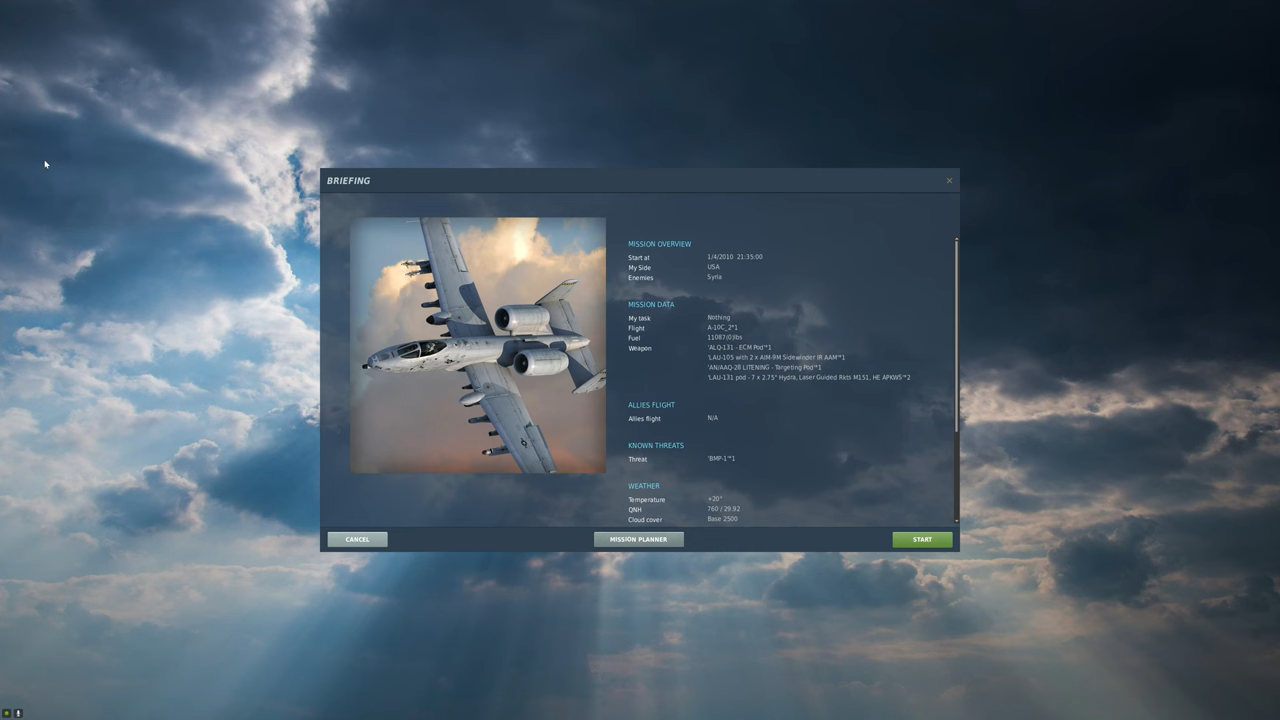 BRIEFING
MISSION OVERVIEW
Start at 1/4/2010 21:35:00
My Side USA
Enemies Syria
MISSION DATA
My task Nothing
Flight A-10C_2*1
Fuel 11087(0)lbs
Weapon 'ALQ-131 - ECM Pod'*1
'LAU-105 with 2 x AIM-9M Sidewinder IR AAM'*1
'AN/AAQ-28 LITENING - Targeting Pod'*1
'LAU-131 pod - 7 x 2.75" Hydra, Laser Guided Rkts M151, HE APKWS'*2
ALLIES FLIGHT
Allies flight N/A
KNOWN THREATS
Threat 'BMP-1'*1
WEATHER
Temperature +20°
QNH 760 / 29.92
Cloud cover Base 2500
CANCEL MISSION PLANNER START